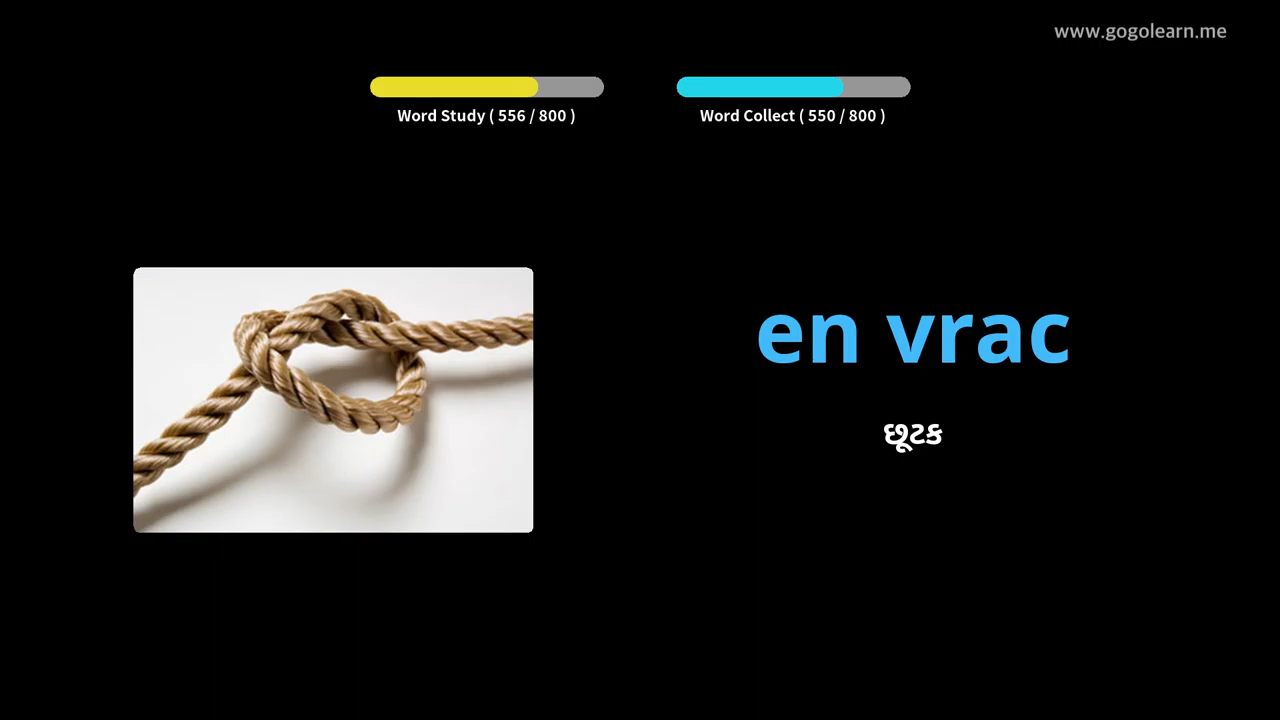 www.gogolearn.me
Word Study ( 556 / 800 )
Word Collect ( 550 / 800 )
en vrac
છૂટક